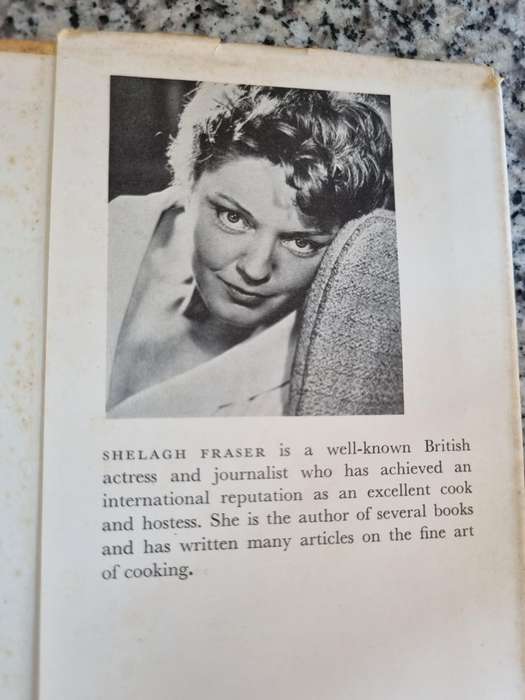 SHELAGH FRASER is a well-known British
actress and journalist who has achieved an
international reputation as an excellent cook
and hostess. She is the author of several books
and has written many articles on the fine art
of cooking.